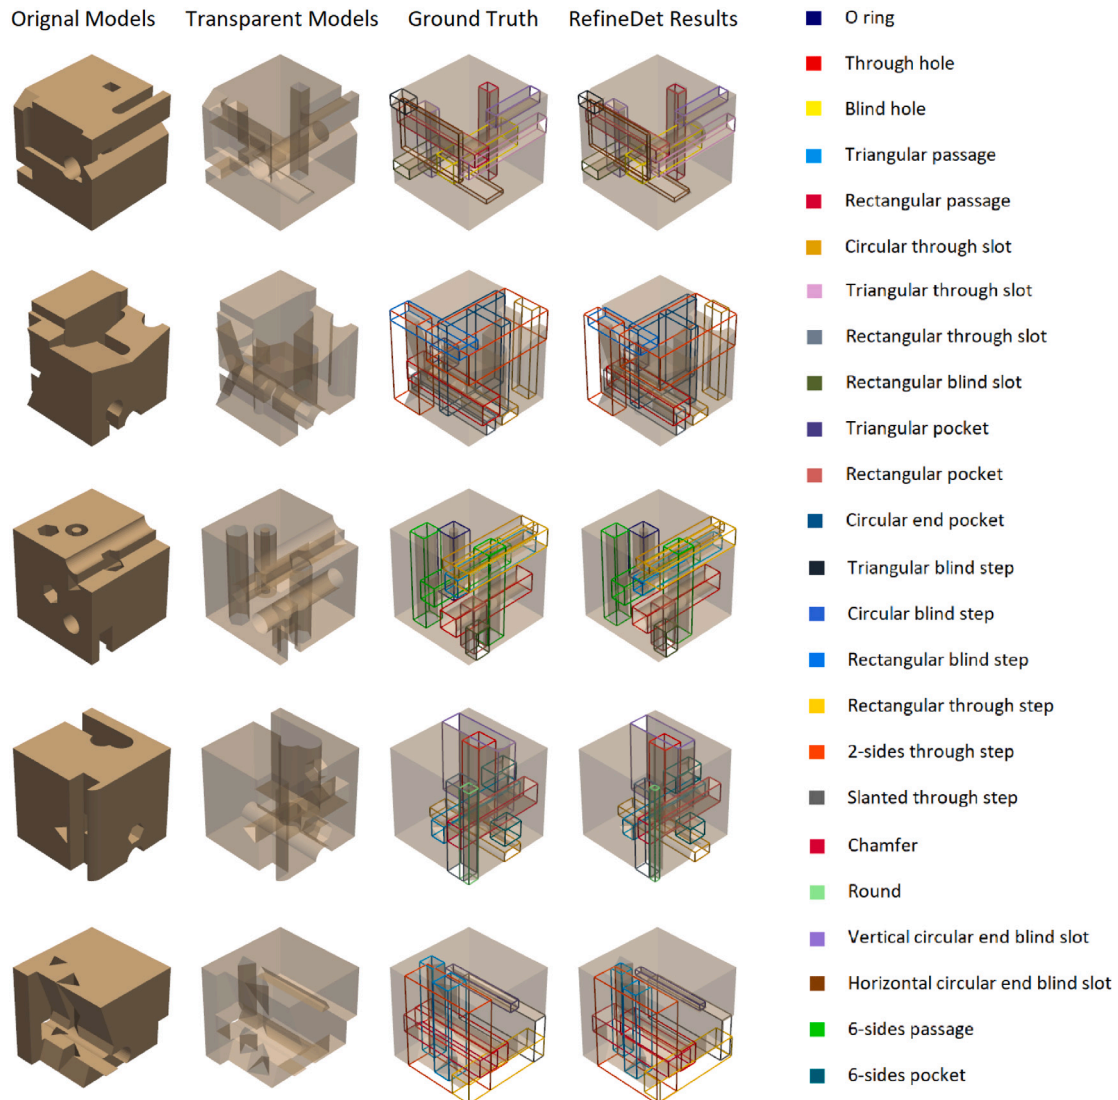 Orignal Models
Transparent Models
Ground Truth
RefineDet Results
O ring
Through hole
Blind hole
Triangular passage
Rectangular passage
Circular through slot
Triangular through slot
Rectangular through slot
Rectangular blind slot
Triangular pocket
Rectangular pocket
Circular end pocket
Triangular blind step
Circular blind step
Rectangular blind step
Rectangular through step
2-sides through step
Slanted through step
Chamfer
Round
Vertical circular end blind slot
Horizontal circular end blind slot
6-sides passage
6-sides pocket